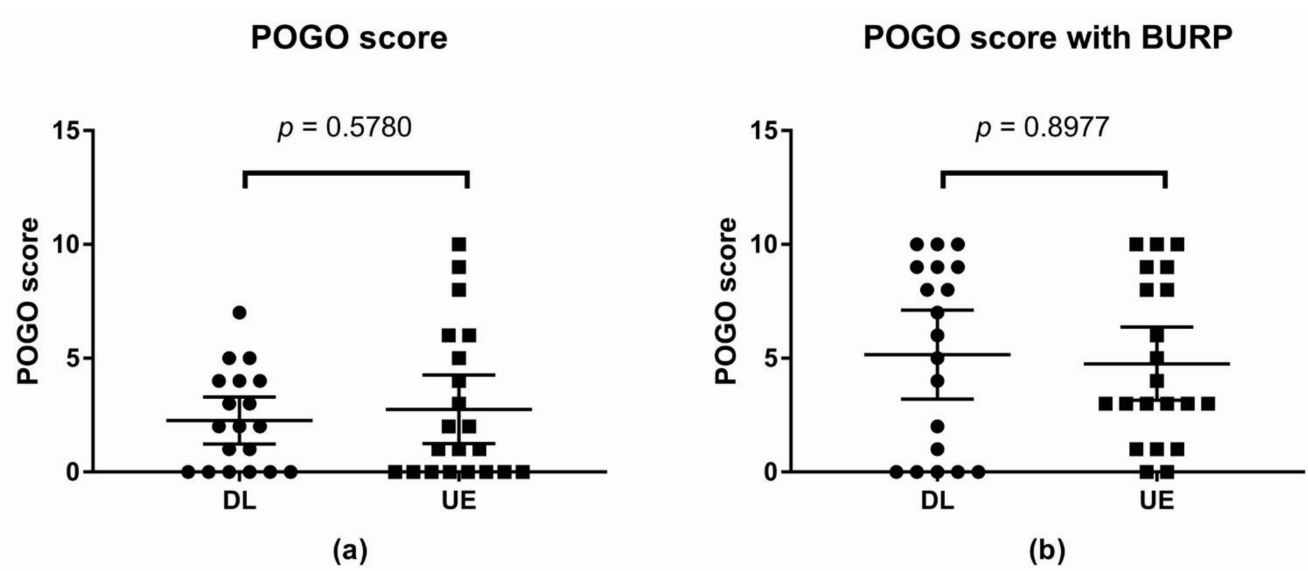 POGO score
POGO score with BURP
p = 0.5780
p = 0.8977
15
10
5
0
POGO score
DL
UE
(a)
15
10
5
0
POGO score
DL
UE
(b)